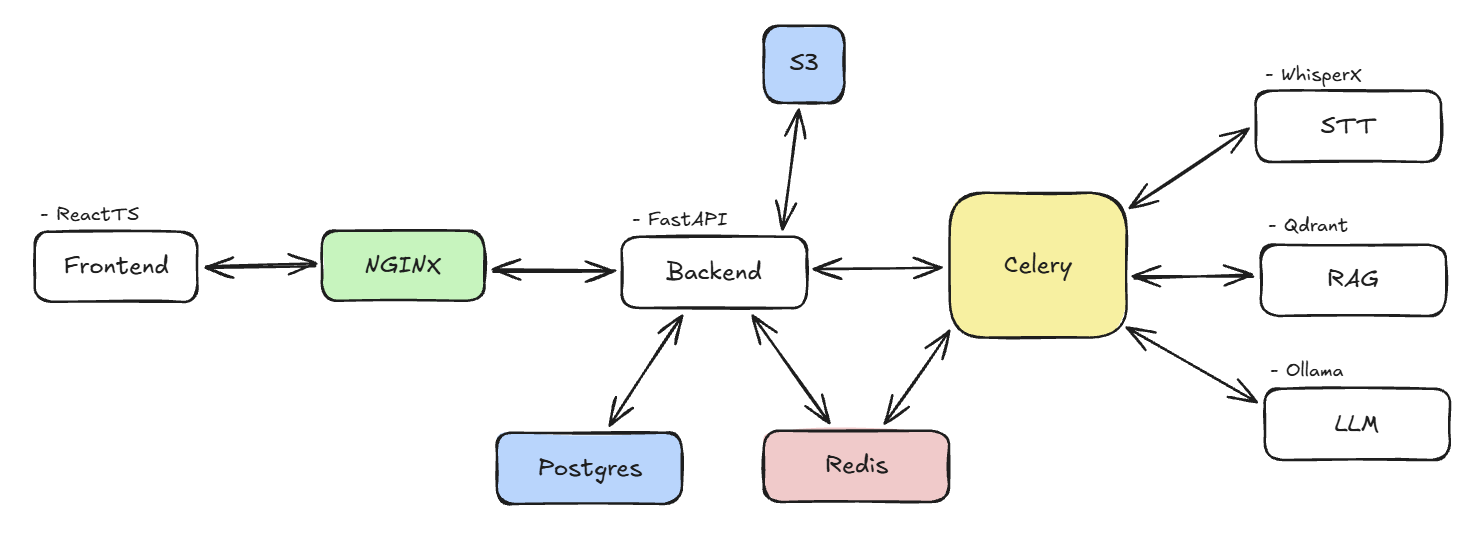 S3
- WhisperX
STT
- ReactTS
Frontend
NGINX
- FastAPI
Backend
Celery
- Qdrant
RAG
- Ollama
LLM
Postgres
Redis